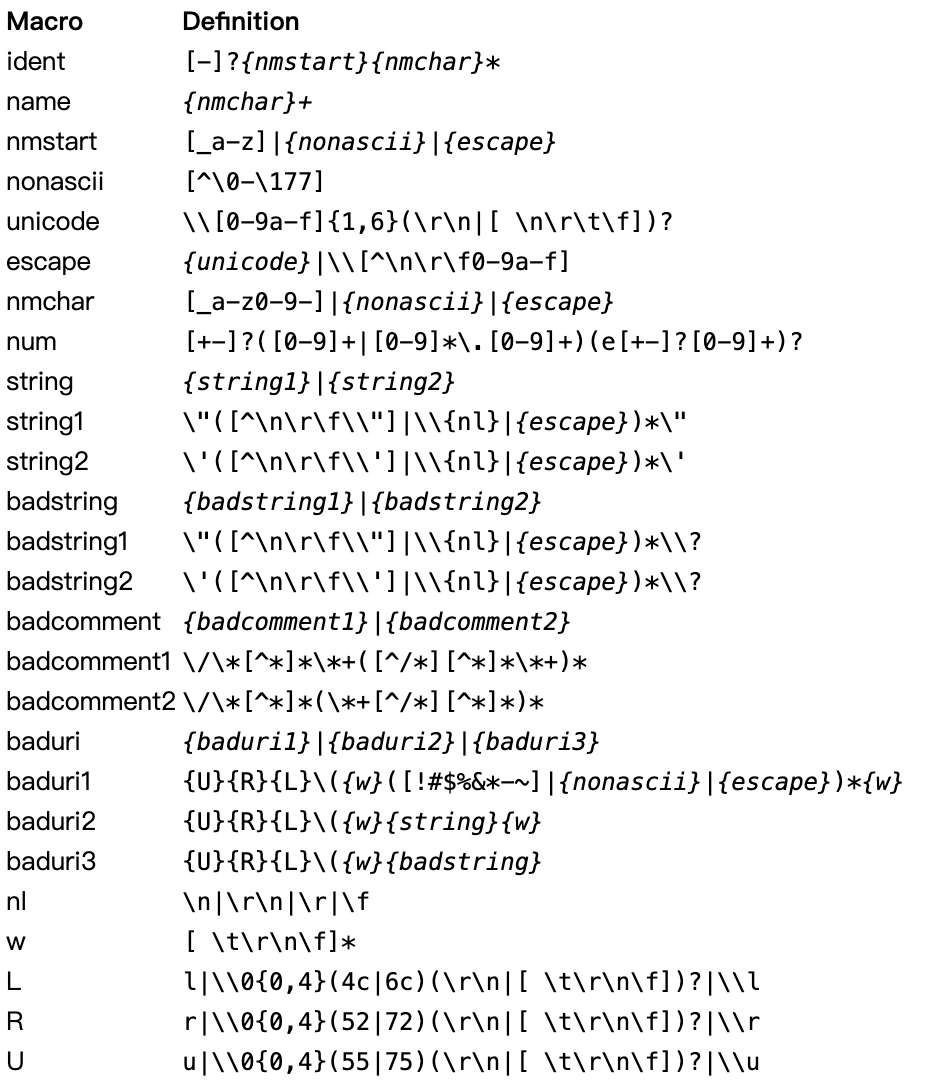 Macro Definition
ident [-]?{nmstart}{nmchar}*
name {nmchar}+
nmstart [_a-z]|{nonascii}|{escape}
nonascii [^\0-\177]
unicode \\[0-9a-f]{1,6}(\r\n|[ \n\r\t\f])?
escape {unicode}|\\[^\n\r\f0-9a-f]
nmchar [_a-z0-9-]|{nonascii}|{escape}
num [+-]?([0-9]+|[0-9]*\.[0-9]+)(e[+-]?[0-9]+)?
string {string1}|{string2}
string1 \"([^\n\r\f\\"]|\\{nl}|{escape})*\"
string2 \'([^\n\r\f\\']|\\{nl}|{escape})*\'
badstring {badstring1}|{badstring2}
badstring1 \"([^\n\r\f\\"]|\\{nl}|{escape})*\\?
badstring2 \'([^\n\r\f\\']|\\{nl}|{escape})*\\?
badcomment {badcomment1}|{badcomment2}
badcomment1 \/\*[^*]*\*+([^/*][^*]*\*+)*
badcomment2 \/\*[^*]*(\*+[^/*][^*]*)*
baduri {baduri1}|{baduri2}|{baduri3}
baduri1 {U}{R}{L}\({w}([!#$%&*-~]|{nonascii}|{escape})*{w}
baduri2 {U}{R}{L}\({w}{string}{w}
baduri3 {U}{R}{L}\({w}{badstring}
nl \n|\r\n|\r|\f
w [ \t\r\n\f]*
L l|\\0{0,4}(4c|6c)(\r\n|[ \t\r\n\f])?|\\l
R r|\\0{0,4}(52|72)(\r\n|[ \t\r\n\f])?|\\r
U u|\\0{0,4}(55|75)(\r\n|[ \t\r\n\f])?|\\u